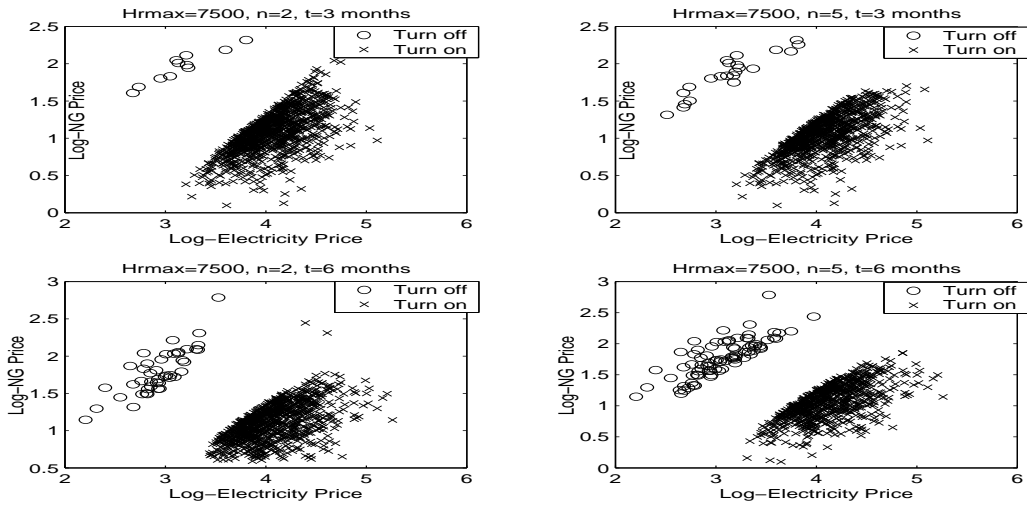 Hrmax=7500, n=2, t=3 months
2.5
2
1.5
1
0.5
0
Log−NG Price
Turn off
Turn on
2
3
4
5
6
Log−Electricity Price
Hrmax=7500, n=5, t=3 months
2.5
2
1.5
1
0.5
0
Log−NG Price
Turn off
Turn on
2
3
4
5
6
Log−Electricity Price
Hrmax=7500, n=2, t=6 months
3
2.5
2
1.5
1
0.5
Log−NG Price
Turn off
Turn on
2
3
4
5
6
Log−Electricity Price
Hrmax=7500, n=5, t=6 months
3
2.5
2
1.5
1
0.5
0
Log−NG Price
Turn off
Turn on
2
3
4
5
6
Log−Electricity Price